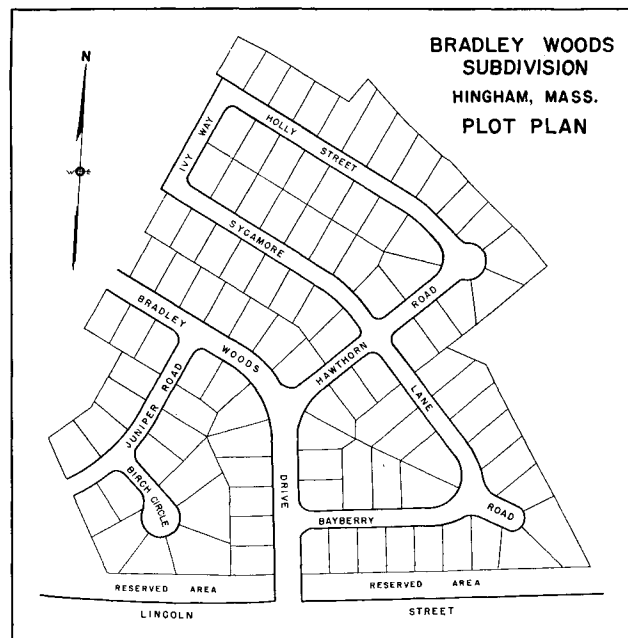 BRADLEY WOODS
SUBDIVISION
HINGHAM, MASS.
PLOT PLAN
N
W E
HOLLY STREET
IVY WAY
SYCAMORE LANE
HAWTHORN ROAD
BRADLEY WOODS DRIVE
JUNIPER ROAD
BIRCH CIRCLE
BAYBERRY ROAD
RESERVED AREA
RESERVED AREA
LINCOLN STREET